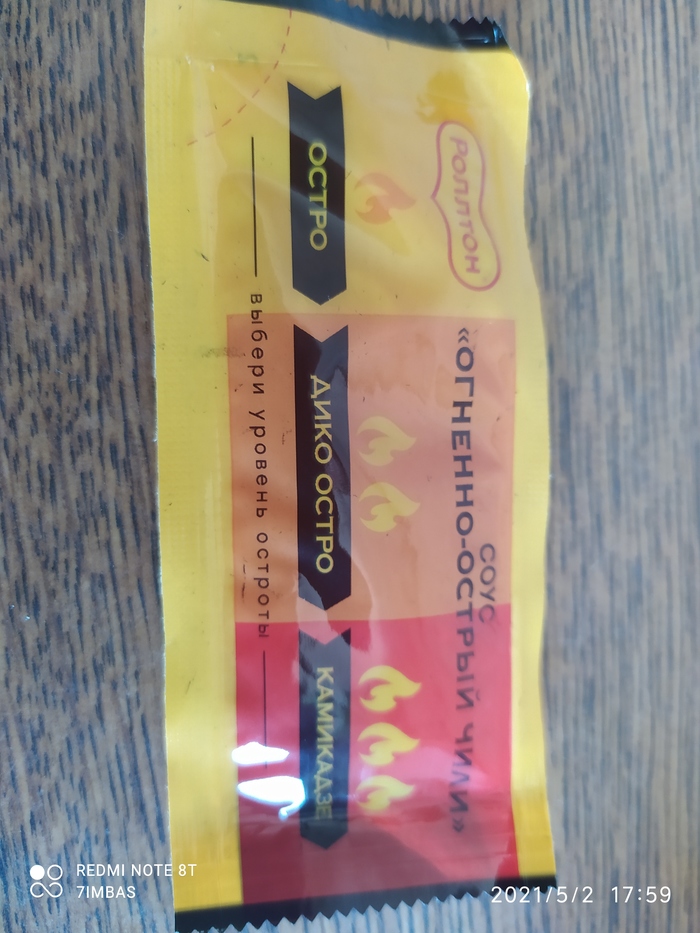 РОЛЛТОН
СОУС
«ОГНЕННО-ОСТРЫЙ ЧИЛИ»
ОСТРО
ДИКО ОСТРО
КАМИКАДЗЕ
выбери уровень остроты
REDMI NOTE 8T
7IMBAS
2021/5/2 17:59